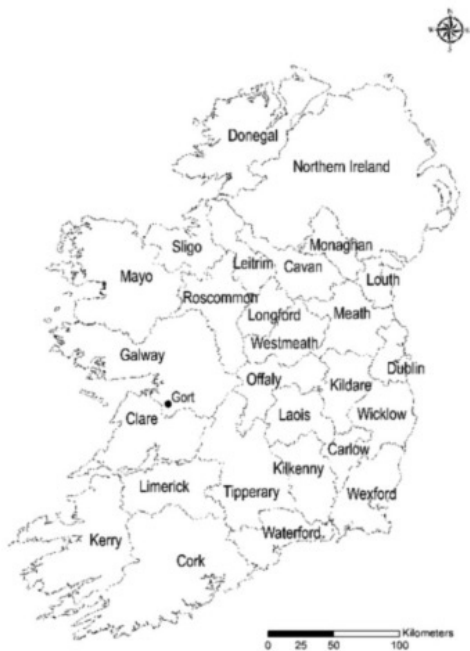 Donegal
Northern Ireland
Sligo
Monaghan
Leitrim
Cavan
Mayo
Louth
Roscommon
Longford
Meath
Westmeath
Galway
Dublin
Offaly
Kildare
Gort
Laois
Wicklow
Clare
Carlow
Kilkenny
Limerick
Tipperary
Wexford
Waterford
Kerry
Cork
Kilometers
0 25 50 100